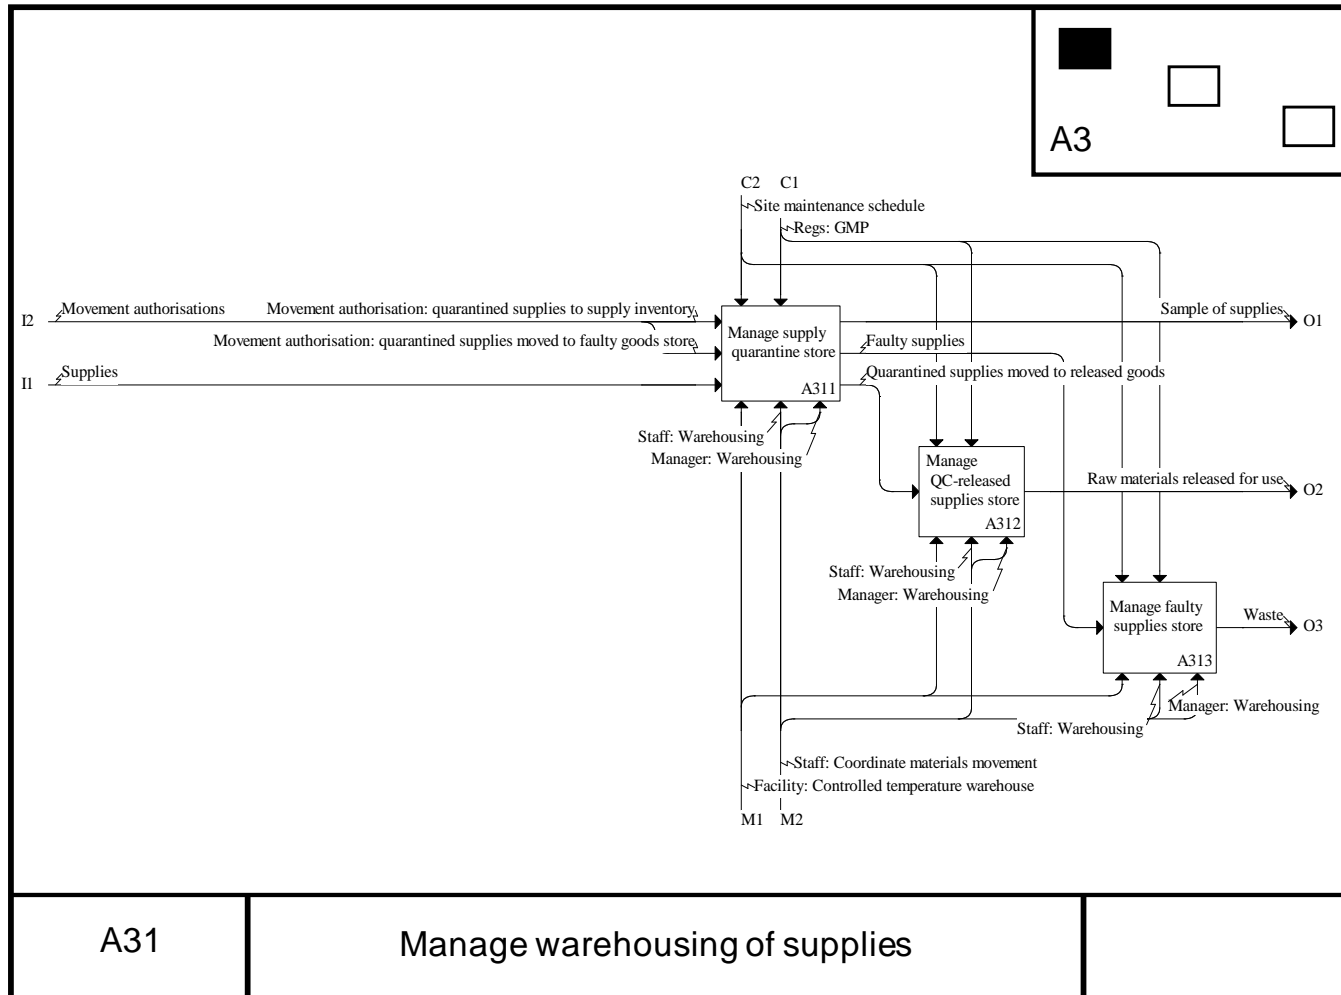 A3
C2 C1
Site maintenance schedule
Regs: GMP
Movement authorisations
Movement authorisation: quarantined supplies to supply inventory
Sample of supplies
I2
O1
Manage supply
quarantine store
Movement authorisation: quarantined supplies moved to faulty goods store
Faulty supplies
Supplies
Quarantined supplies moved to released goods
I1
A311
Staff: Warehousing
Manager: Warehousing
Manage
QC-released
supplies store
A312
Raw materials released for use
O2
Staff: Warehousing
Manager: Warehousing
Manage faulty
supplies store
A313
Waste
O3
Manager: Warehousing
Staff: Warehousing
Staff: Coordinate materials movement
Facility: Controlled temperature warehouse
M1 M2
A31
Manage warehousing of supplies